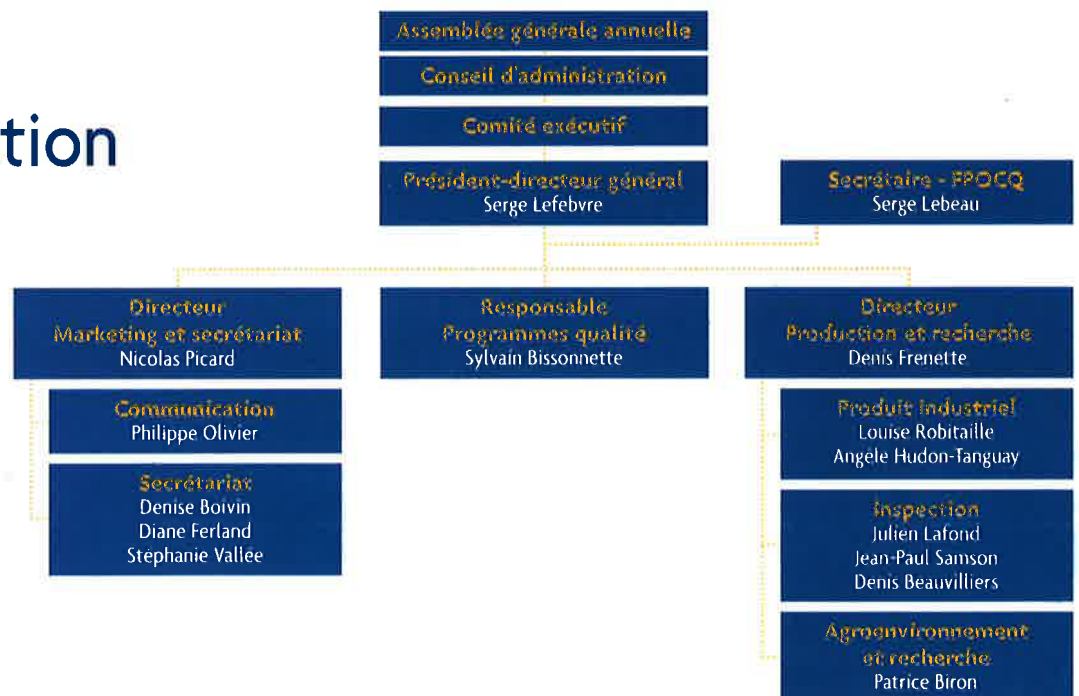 tion
Assemblée générale annuelle
Conseil d'administration
Comité exécutif
Président-directeur général
Serge Lefebvre
Secrétaire - FPOCQ
Serge Lebeau
Directeur
Marketing et secrétariat
Nicolas Picard
Communication
Philippe Olivier
Secrétariat
Denise Boivin
Diane Ferland
Stéphanie Vallée
Responsable
Programmes qualité
Sylvain Bissonnette
Directeur
Production et recherche
Denis Frenette
Produit industriel
Louise Robitaille
Angèle Hudon-Tanguay
Inspection
Julien Lafond
Jean-Paul Samson
Denis Beauvilliers
Agroenvironnement
et recherche
Patrice Biron